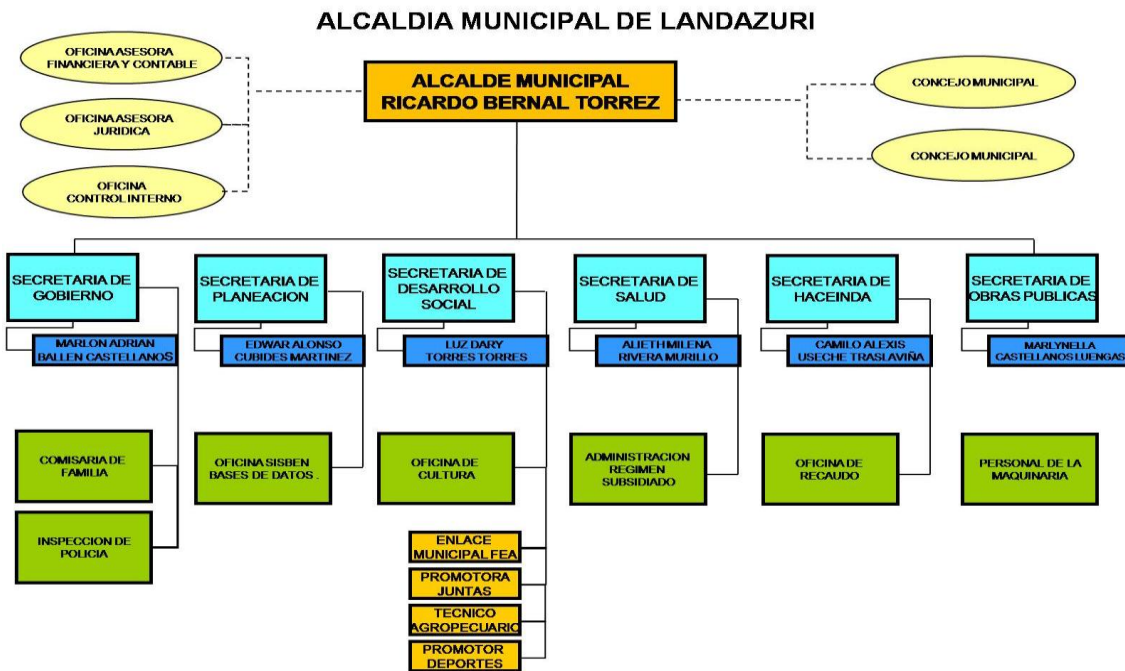 ALCALDIA MUNICIPAL DE LANDAZURI
OFICINA ASESORA
FINANCIERA Y CONTABLE
OFICINA ASESORA
JURIDICA
OFICINA
CONTROL INTERNO
ALCALDE MUNICIPAL
RICARDO BERNAL TORREZ
CONCEJO MUNICIPAL
CONCEJO MUNICIPAL
SECRETARIA DE
GOBIERNO
SECRETARIA DE
PLANEACION
SECRETARIA DE
DESARROLLO
SOCIAL
SECRETARIA DE
SALUD
SECRETARIA DE
HACEINDA
SECRETARIA DE
OBRAS PUBLICAS
MARLON ADRIAN
BALLEN CASTELLANOS
EDWAR ALONSO
CUBIDES MARTINEZ
LUZ DARY
TORRES TORRES
ALIETH MILENA
RIVERA MURILLO
CAMILO ALEXIS
USECHE TRASLAVIÑA
MARLYNELLA
CASTELLANOS LUENGAS
COMISARIA DE
FAMILIA
OFICINA SISBEN
BASES DE DATOS .
OFICINA DE
CULTURA
ADMINISTRACION
REGIMEN
SUBSIDIADO
OFICINA DE
RECAUDO
PERSONAL DE LA
MAQUINARIA
INSPECCION DE
POLICIA
ENLACE
MUNICIPAL FEA
PROMOTORA
JUNTAS
TECNICO
AGROPECUARIO
PROMOTOR
DEPORTES